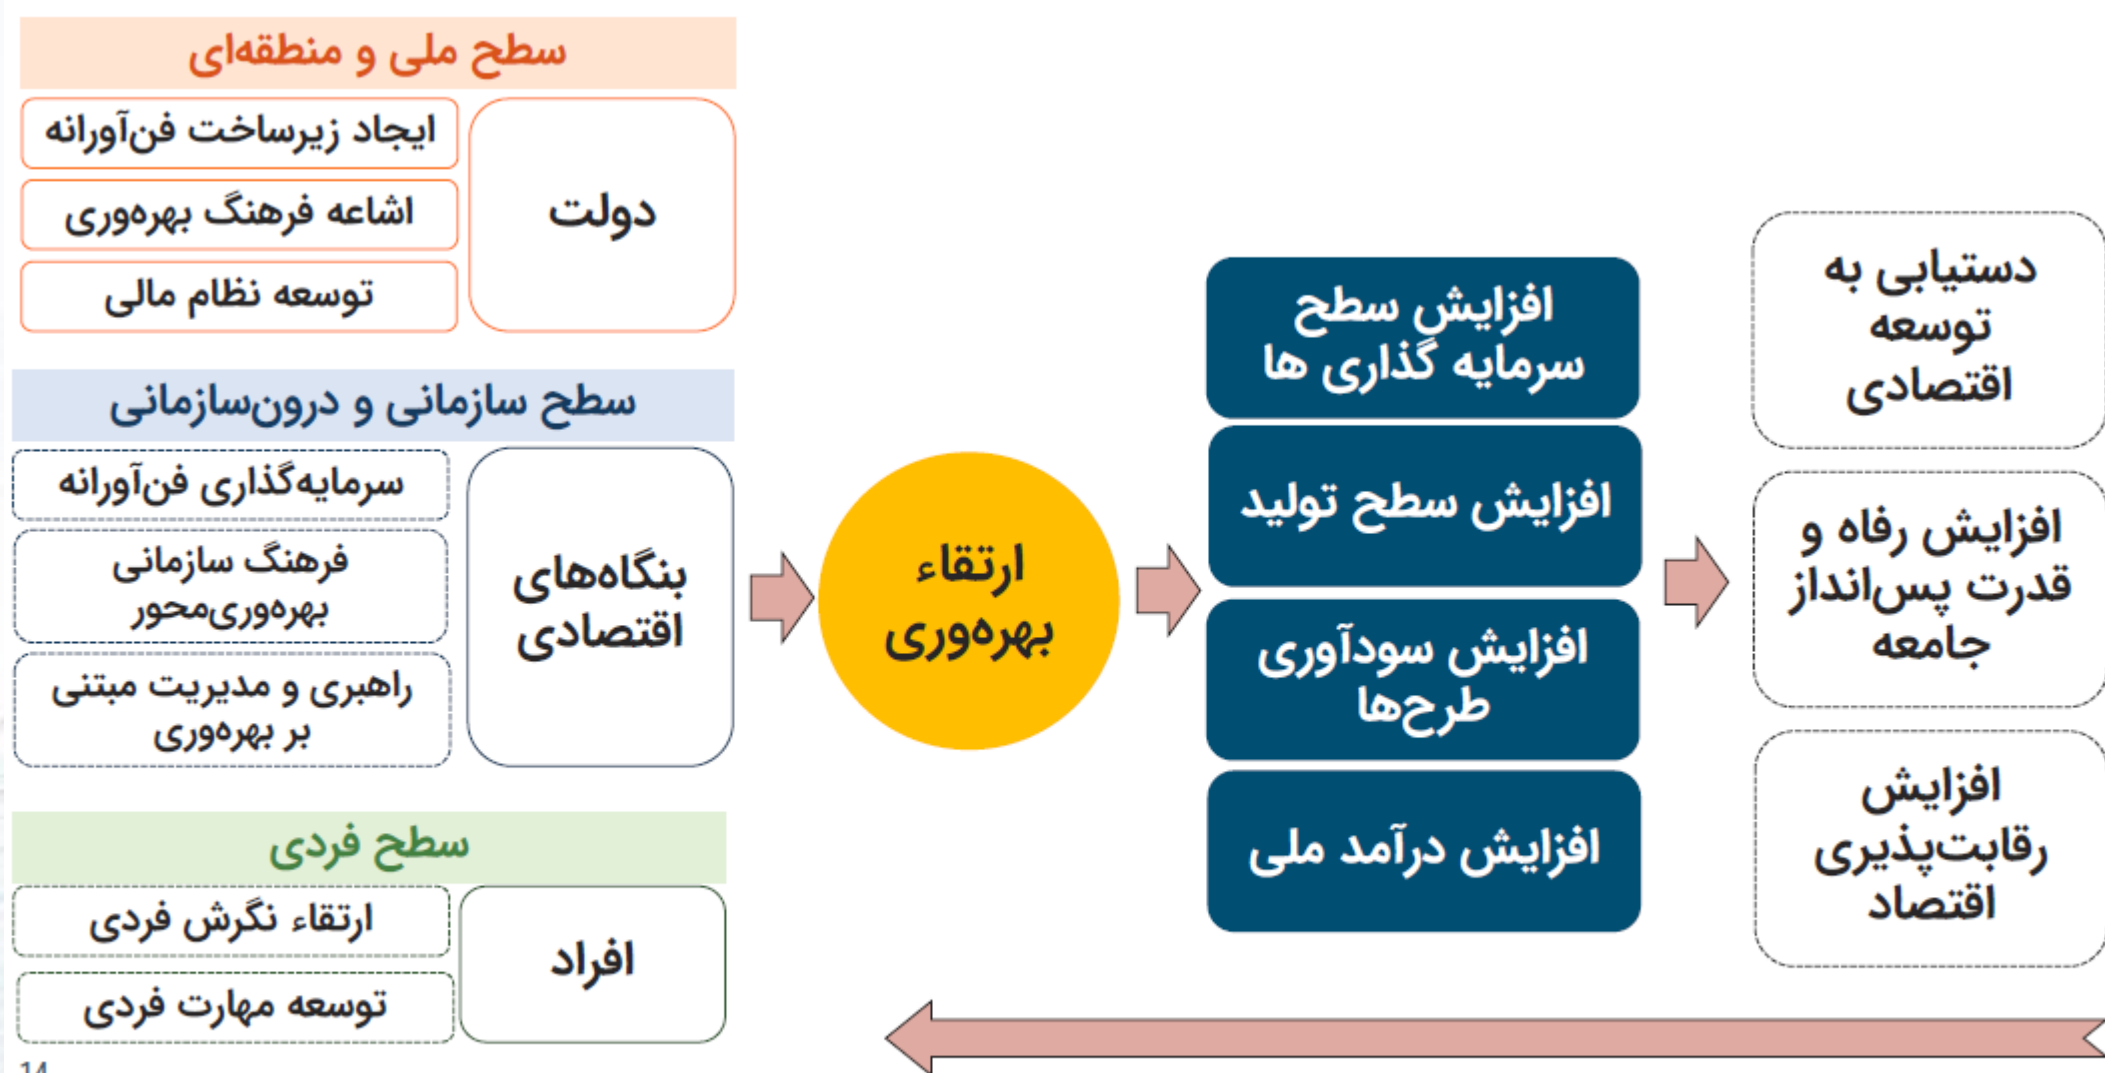 سطح ملی و منطقه‌ای
دولت
ایجاد زیرساخت فن‌آورانه
اشاعه فرهنگ بهره‌وری
توسعه نظام مالی
سطح سازمانی و درون‌سازمانی
بنگاه‌های
اقتصادی
سرمایه‌گذاری فن‌آورانه
فرهنگ سازمانی
بهره‌وری‌محور
راهبری و مدیریت مبتنی
بر بهره‌وری
سطح فردی
افراد
ارتقاء نگرش فردی
توسعه مهارت فردی
ارتقاء
بهره‌وری
افزایش سطح
سرمایه گذاری ها
افزایش سطح تولید
افزایش سودآوری
طرح‌ها
افزایش درآمد ملی
دستیابی به
توسعه
اقتصادی
افزایش رفاه و
قدرت پس‌انداز
جامعه
افزایش
رقابت‌پذیری
اقتصاد
14